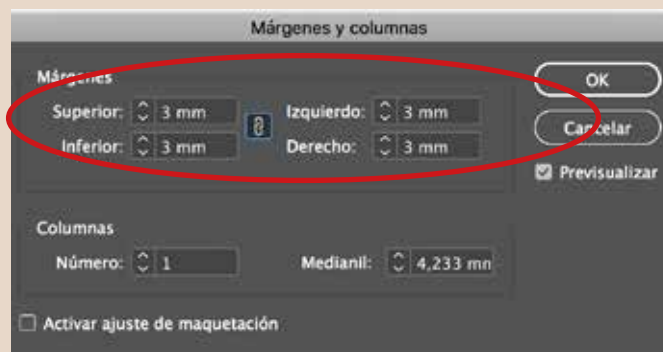 Márgenes y columnas
Márgenes
Superior: 3 mm Izquierdo: 3 mm
Inferior: 3 mm Derecho: 3 mm
OK
Cancelar
Previsualizar
Columnas
Número: 1 Medianil: 4,233 mn
Activar ajuste de maquetación